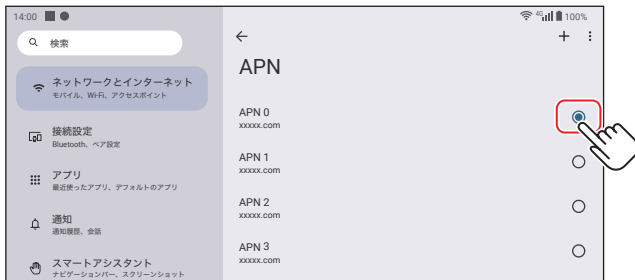 14:00
4G
100%
検索
ネットワークとインターネット
モバイル、Wi-Fi、アクセスポイント
接続設定
Bluetooth、ペア設定
アプリ
最近使ったアプリ、デフォルトのアプリ
通知
通知履歴、会話
スマートアシスタント
ナビゲーションバー、スクリーンショット
APN
APN 0
xxxxx.com
APN 1
xxxxx.com
APN 2
xxxxx.com
APN 3
xxxxx.com